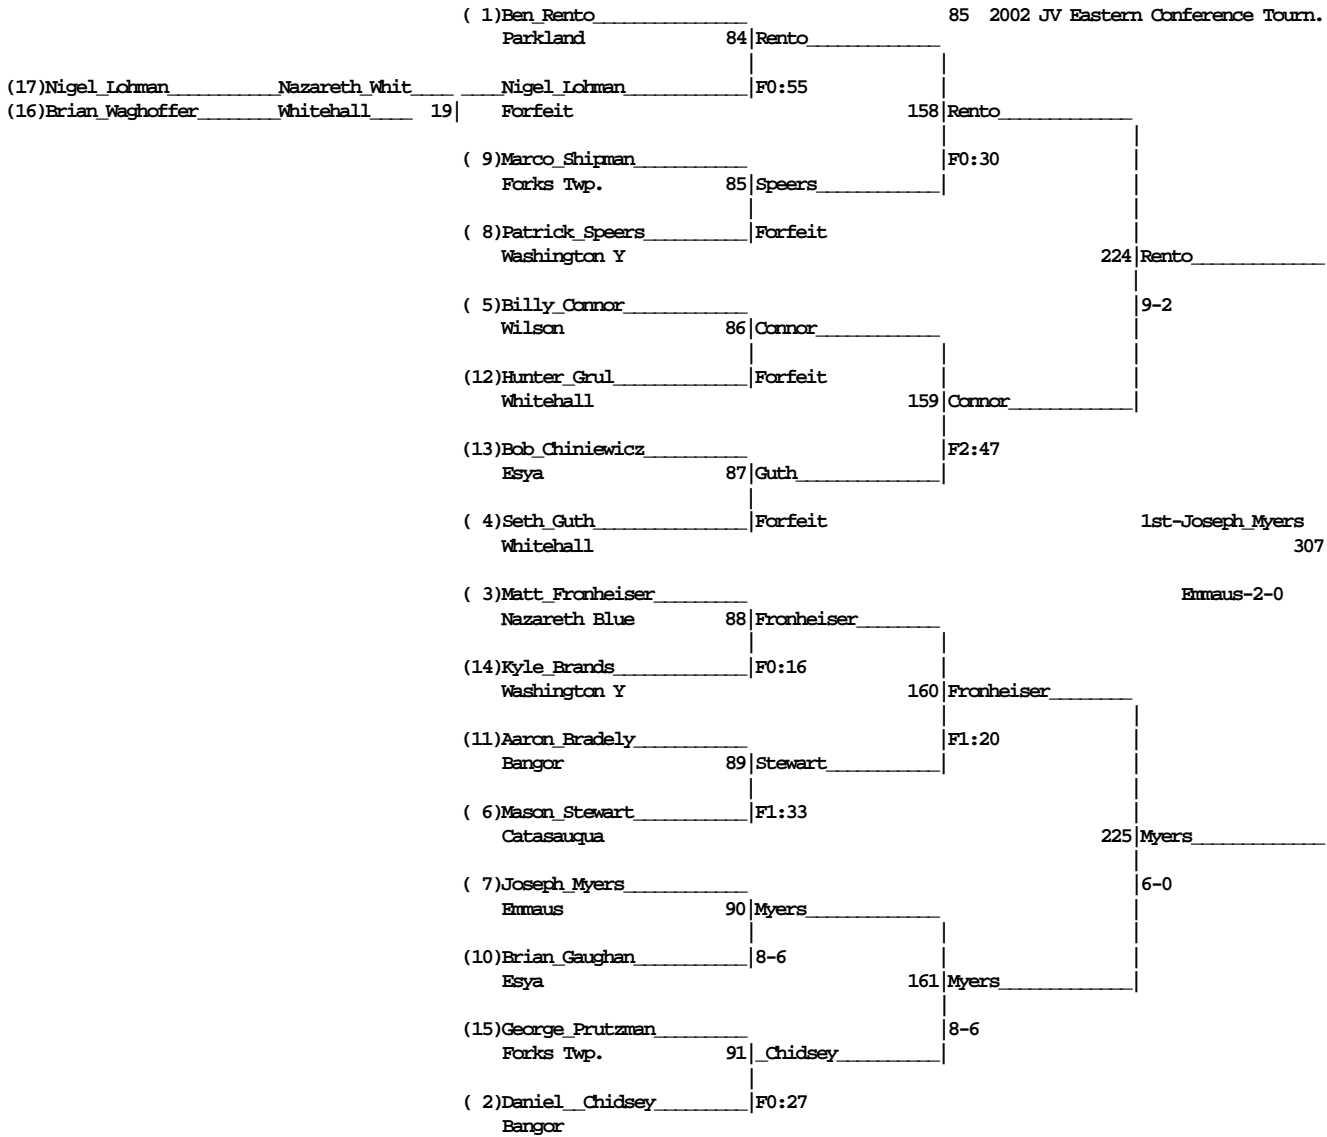 ( 1)Ben_Rento_______________ 85 2002 JV Eastern Conference Tourn.
Parkland 84|Rento_____________
(17)Nigel_Lohman___________Nazareth_Whit____ ____Nigel_Lohman____________|F0:55
(16)Brian_Waghoffer________Whitehall____ 19| Forfeit 158|Rento_____________
( 9)Marco_Shipman___________ |F0:30
Forks Twp. 85|Speers____________|
( 8)Patrick_Speers__________|Forfeit
Washington Y 224|Rento_____________
( 5)Billy_Connor____________ |9-2
Wilson 86|Connor____________
(12)Hunter_Grul_____________|Forfeit
Whitehall 159|Connor____________|
(13)Bob_Chiniewicz__________ |F2:47
Esya 87|Guth______________|
( 4)Seth_Guth_______________|Forfeit 1st-Joseph_Myers
Whitehall 307
( 3)Matt_Fronheiser_________ Emmaus-2-0
Nazareth Blue 88|Fronheiser________
(14)Kyle_Brands_____________|F0:16
Washington Y 160|Fronheiser________
(11)Aaron_Bradely___________ |F1:20
Bangor 89|Stewart___________|
( 6)Mason_Stewart___________|F1:33
Catasauqua 225|Myers_____________
( 7)Joseph_Myers____________ |6-0
Emmaus 90|Myers_____________
(10)Brian_Gaughan___________|8-6
Esya 161|Myers_____________|
(15)George_Prutzman_________ |8-6
Forks Twp. 91|_Chidsey__________|
( 2)Daniel__Chidsey_________|F0:27
Bangor